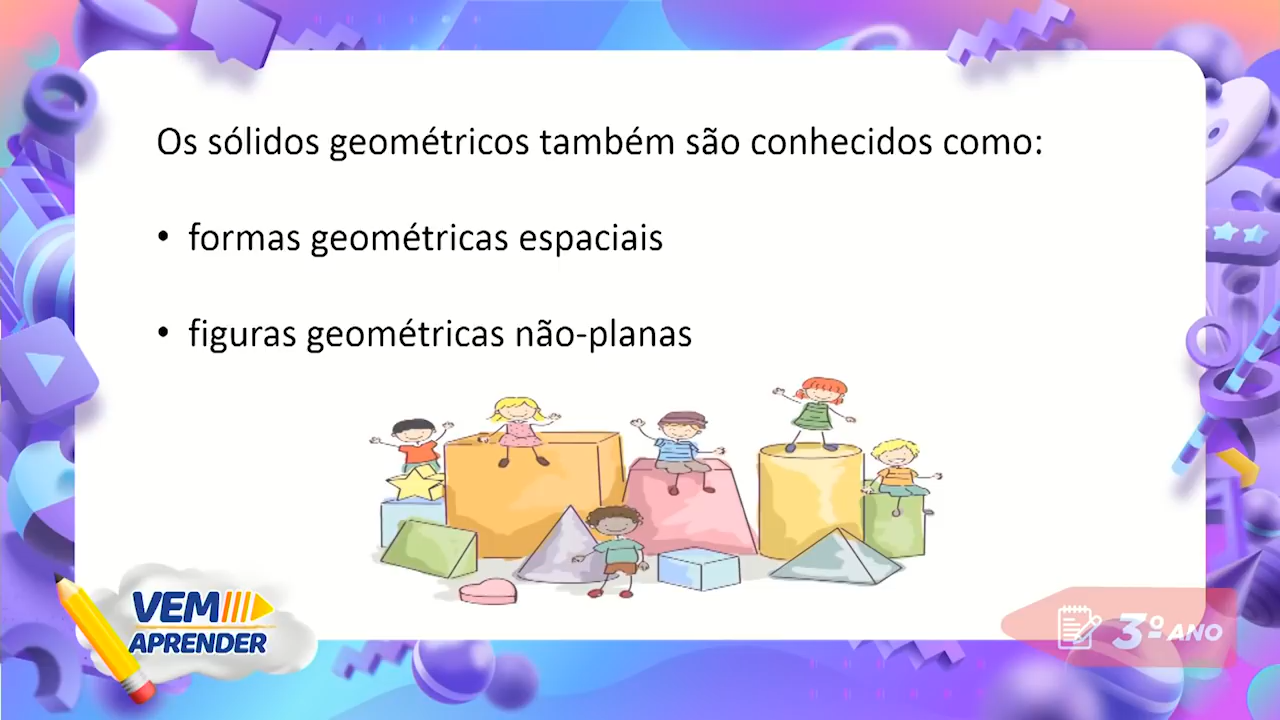 Os sólidos geométricos também são conhecidos como:
• formas geométricas espaciais
• figuras geométricas não-planas
VEM
APRENDER
3º ANO